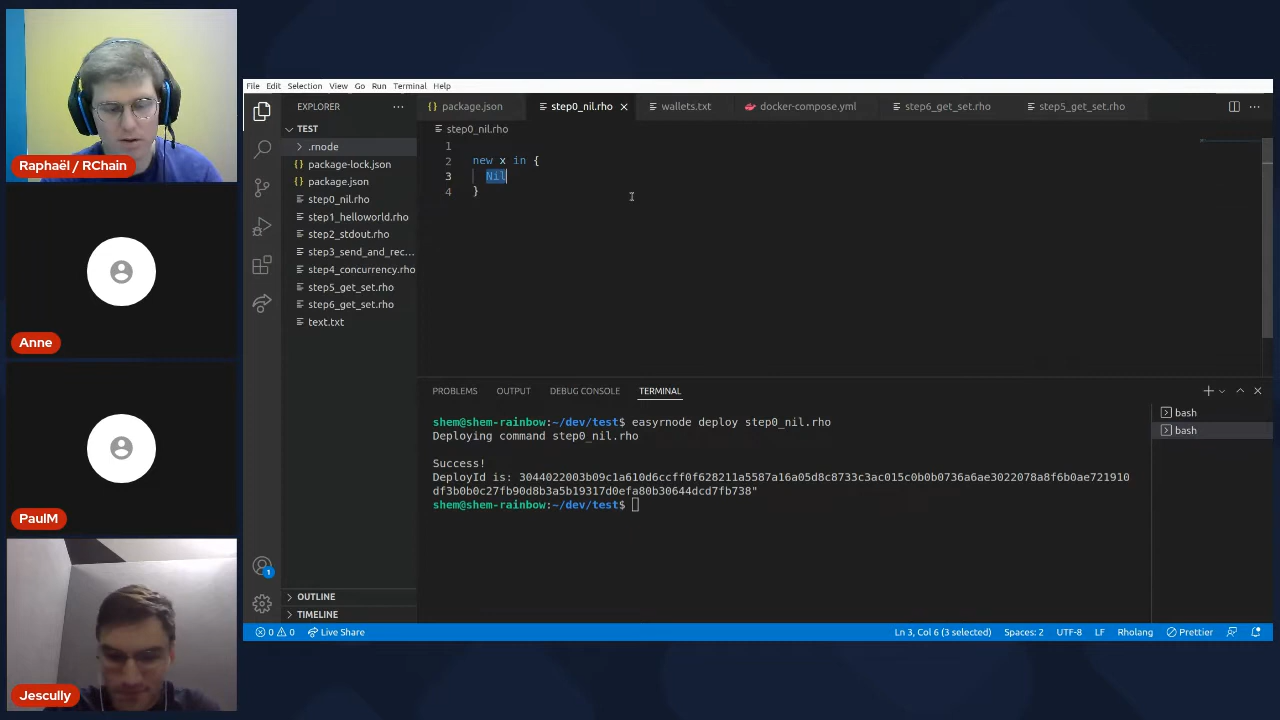 Raphaël / RChain
Anne
PaulM
Jescully
File Edit Selection View Go Run Terminal Help
EXPLORER
TEST
.rnode
package-lock.json
package.json
step0_nil.rho
step1_helloworld.rho
step2_stdout.rho
step3_send_and_rec...
step4_concurrency.rho
step5_get_set.rho
step6_get_set.rho
text.txt
OUTLINE
TIMELINE
package.json step0_nil.rho wallets.txt docker-compose.yml step6_get_set.rho step5_get_set.rho
step0_nil.rho
1
2 new x in {
3 Nil
4 }
PROBLEMS OUTPUT DEBUG CONSOLE TERMINAL
shem@shem-rainbow:~/dev/test$ easyrnode deploy step0_nil.rho
Deploying command step0_nil.rho
Success!
DeployId is: 3044022003b09c1a610d6ccff0f628211a5587a16a05d8c8733c3ac015c0b0b0736a6ae3022078a8f6b0ae721910
df3b0b0c27fb90d8b3a5b19317d0efa80b30644dcd7fb738"
shem@shem-rainbow:~/dev/test$
bash
bash
1
0 0 Live Share
Ln 3, Col 6 (3 selected) Spaces: 2 UTF-8 LF Rholang Prettier